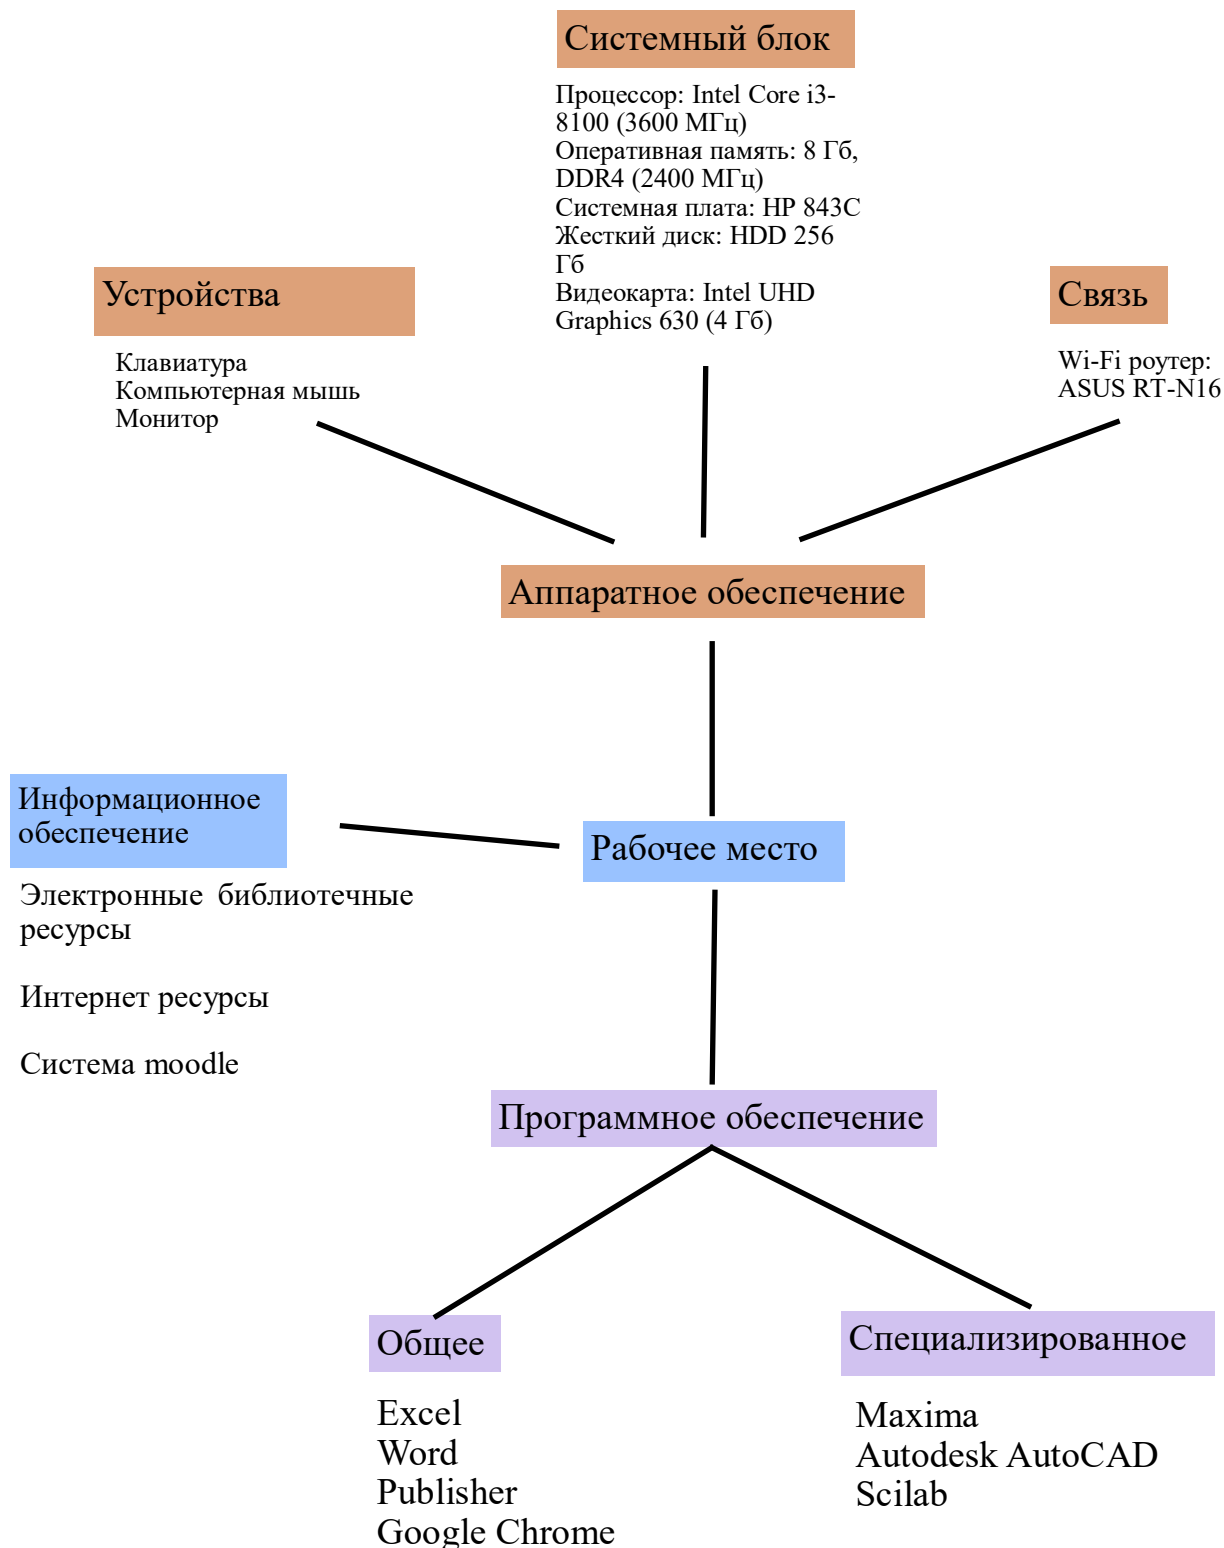 Системный блок
Процессор: Intel Core i3-
8100 (3600 МГц)
Оперативная память: 8 Гб,
DDR4 (2400 МГц)
Системная плата: HP 843C
Жесткий диск: HDD 256
Гб
Видеокарта: Intel UHD
Graphics 630 (4 Гб)
Устройства
Клавиатура
Компьютерная мышь
Монитор
Связь
Wi-Fi роутер:
ASUS RT-N16
Аппаратное обеспечение
Информационное
обеспечение
Электронные библиотечные
ресурсы
Интернет ресурсы
Система moodle
Рабочее место
Программное обеспечение
Общее
Excel
Word
Publisher
Google Chrome
Специализированное
Maxima
Autodesk AutoCAD
Scilab